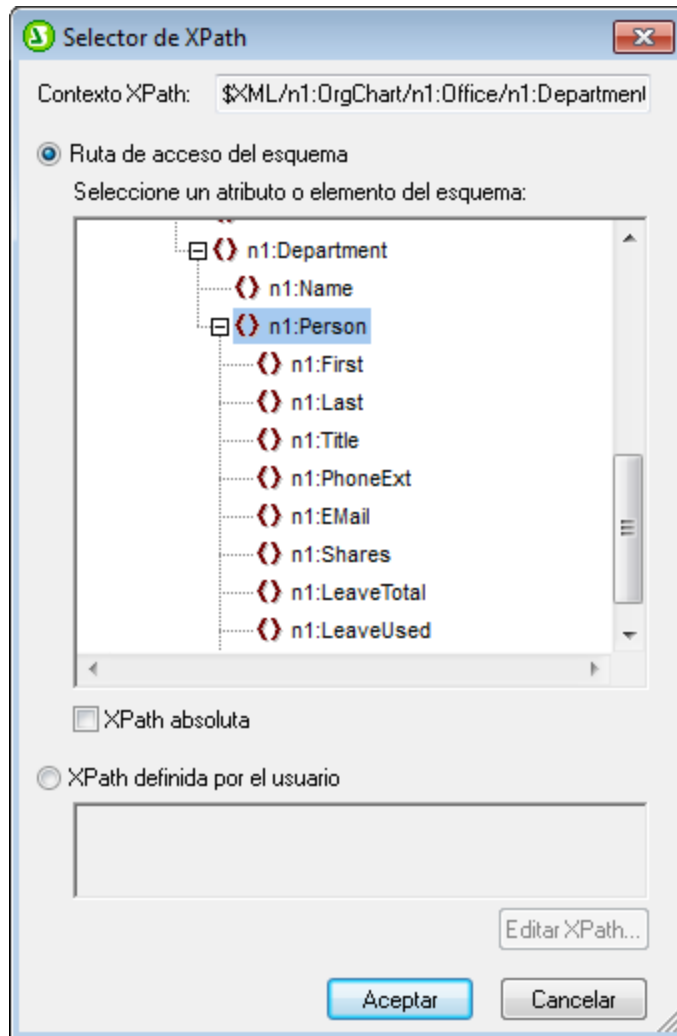 Selector de XPath
Contexto XPath: $XML/n1:OrgChart/n1:Office/n1:Department
Ruta de acceso del esquema
Seleccione un atributo o elemento del esquema:
n1:Department
n1:Name
n1:Person
n1:First
n1:Last
n1:Title
n1:PhoneExt
n1:EMail
n1:Shares
n1:LeaveTotal
n1:LeaveUsed
XPath absoluta
XPath definida por el usuario
Editar XPath...
Aceptar Cancelar